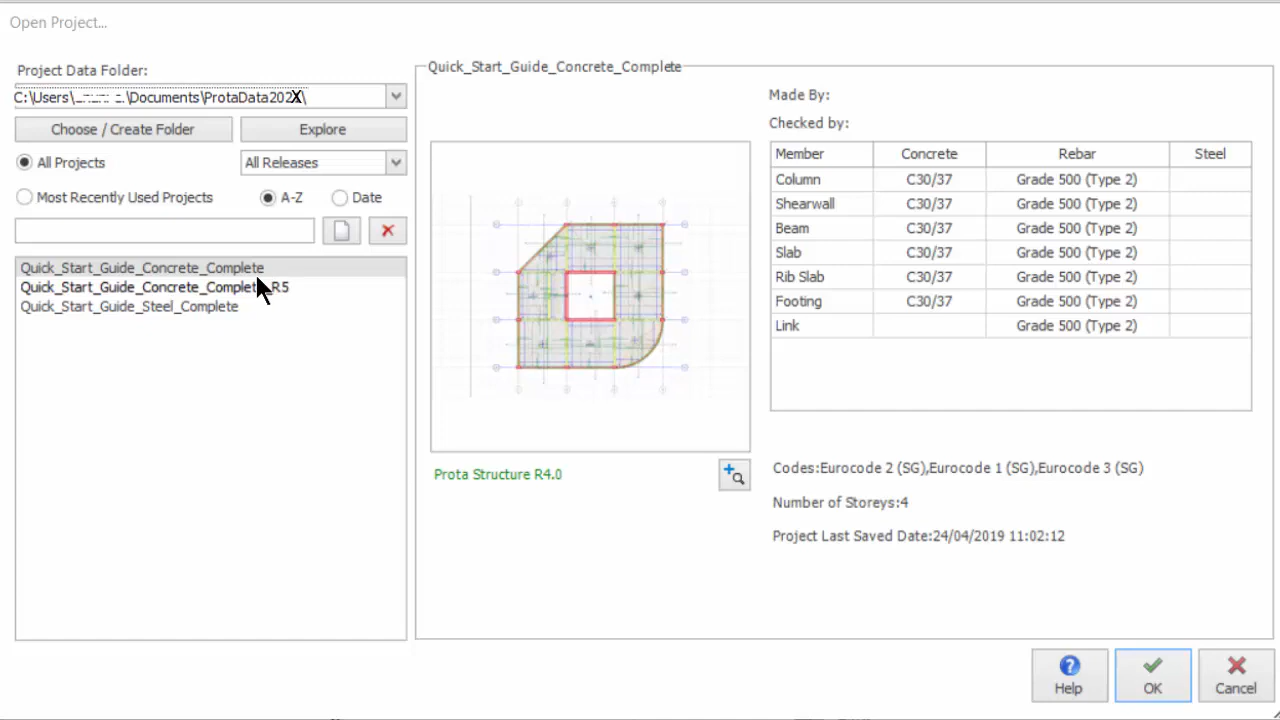 Open Project...
Project Data Folder:
C:\Users\ \Documents\ProtaData202X\
Choose / Create Folder
Explore
All Projects
All Releases
Most Recently Used Projects
A-Z
Date
Quick_Start_Guide_Concrete_Complete
Quick_Start_Guide_Concrete_Complete_R5
Quick_Start_Guide_Steel_Complete
Quick_Start_Guide_Concrete_Complete
Prota Structure R4.0
Made By:
Checked by:
Member Concrete Rebar Steel
Column C30/37 Grade 500 (Type 2)
Shearwall C30/37 Grade 500 (Type 2)
Beam C30/37 Grade 500 (Type 2)
Slab C30/37 Grade 500 (Type 2)
Rib Slab C30/37 Grade 500 (Type 2)
Footing C30/37 Grade 500 (Type 2)
Link Grade 500 (Type 2)
Codes:Eurocode 2 (SG),Eurocode 1 (SG),Eurocode 3 (SG)
Number of Storeys:4
Project Last Saved Date:24/04/2019 11:02:12
Help
OK
Cancel